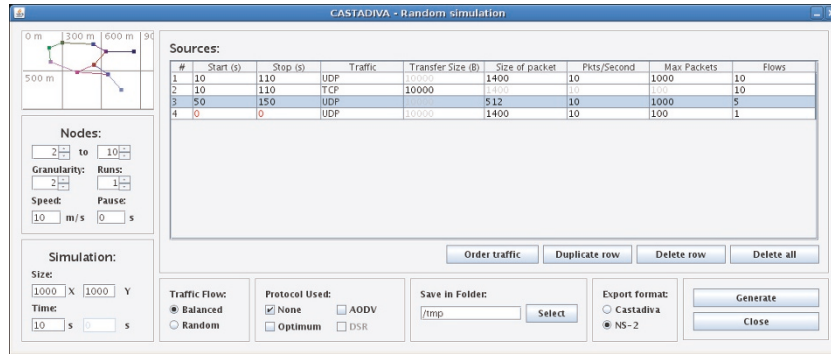 CASTADIVA - Random simulation
0 m 300 m 600 m 90
500 m
Sources:
# Start (s) Stop (s) Traffic Transfer Size (B) Size of packet Pkts/Second Max Packets Flows
1 10 110 UDP 10000 1400 10 1000 10
2 10 110 TCP 10000 1400 10 100 10
3 50 150 UDP 512 10 1000 5
4 0 0 UDP 10000 1400 10 100 1
Nodes:
2 to 10
Granularity: Runs:
2 1
Speed: Pause:
10 m/s 0 s
Order traffic Duplicate row Delete row Delete all
Simulation:
Size:
1000 X 1000 Y
Time:
10 s 0 s
Traffic Flow:
Balanced
Random
Protocol Used:
None AODV
Optimum DSR
Save in Folder:
/tmp Select
Export format:
Castadiva
NS-2
Generate
Close